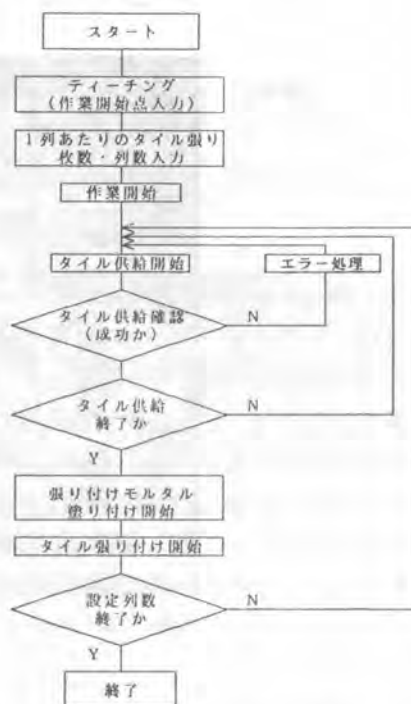 スタート
ティーチング
(作業開始点入力)
1列あたりのタイル張り
枚数・列数入力
作業開始
タイル供給開始
エラー処理
タイル供給確認
(成功か)
N
タイル供給
終了か
N
Y
張り付けモルタル
塗り付け開始
タイル張り付け開始
設定列数
終了か
N
Y
終了